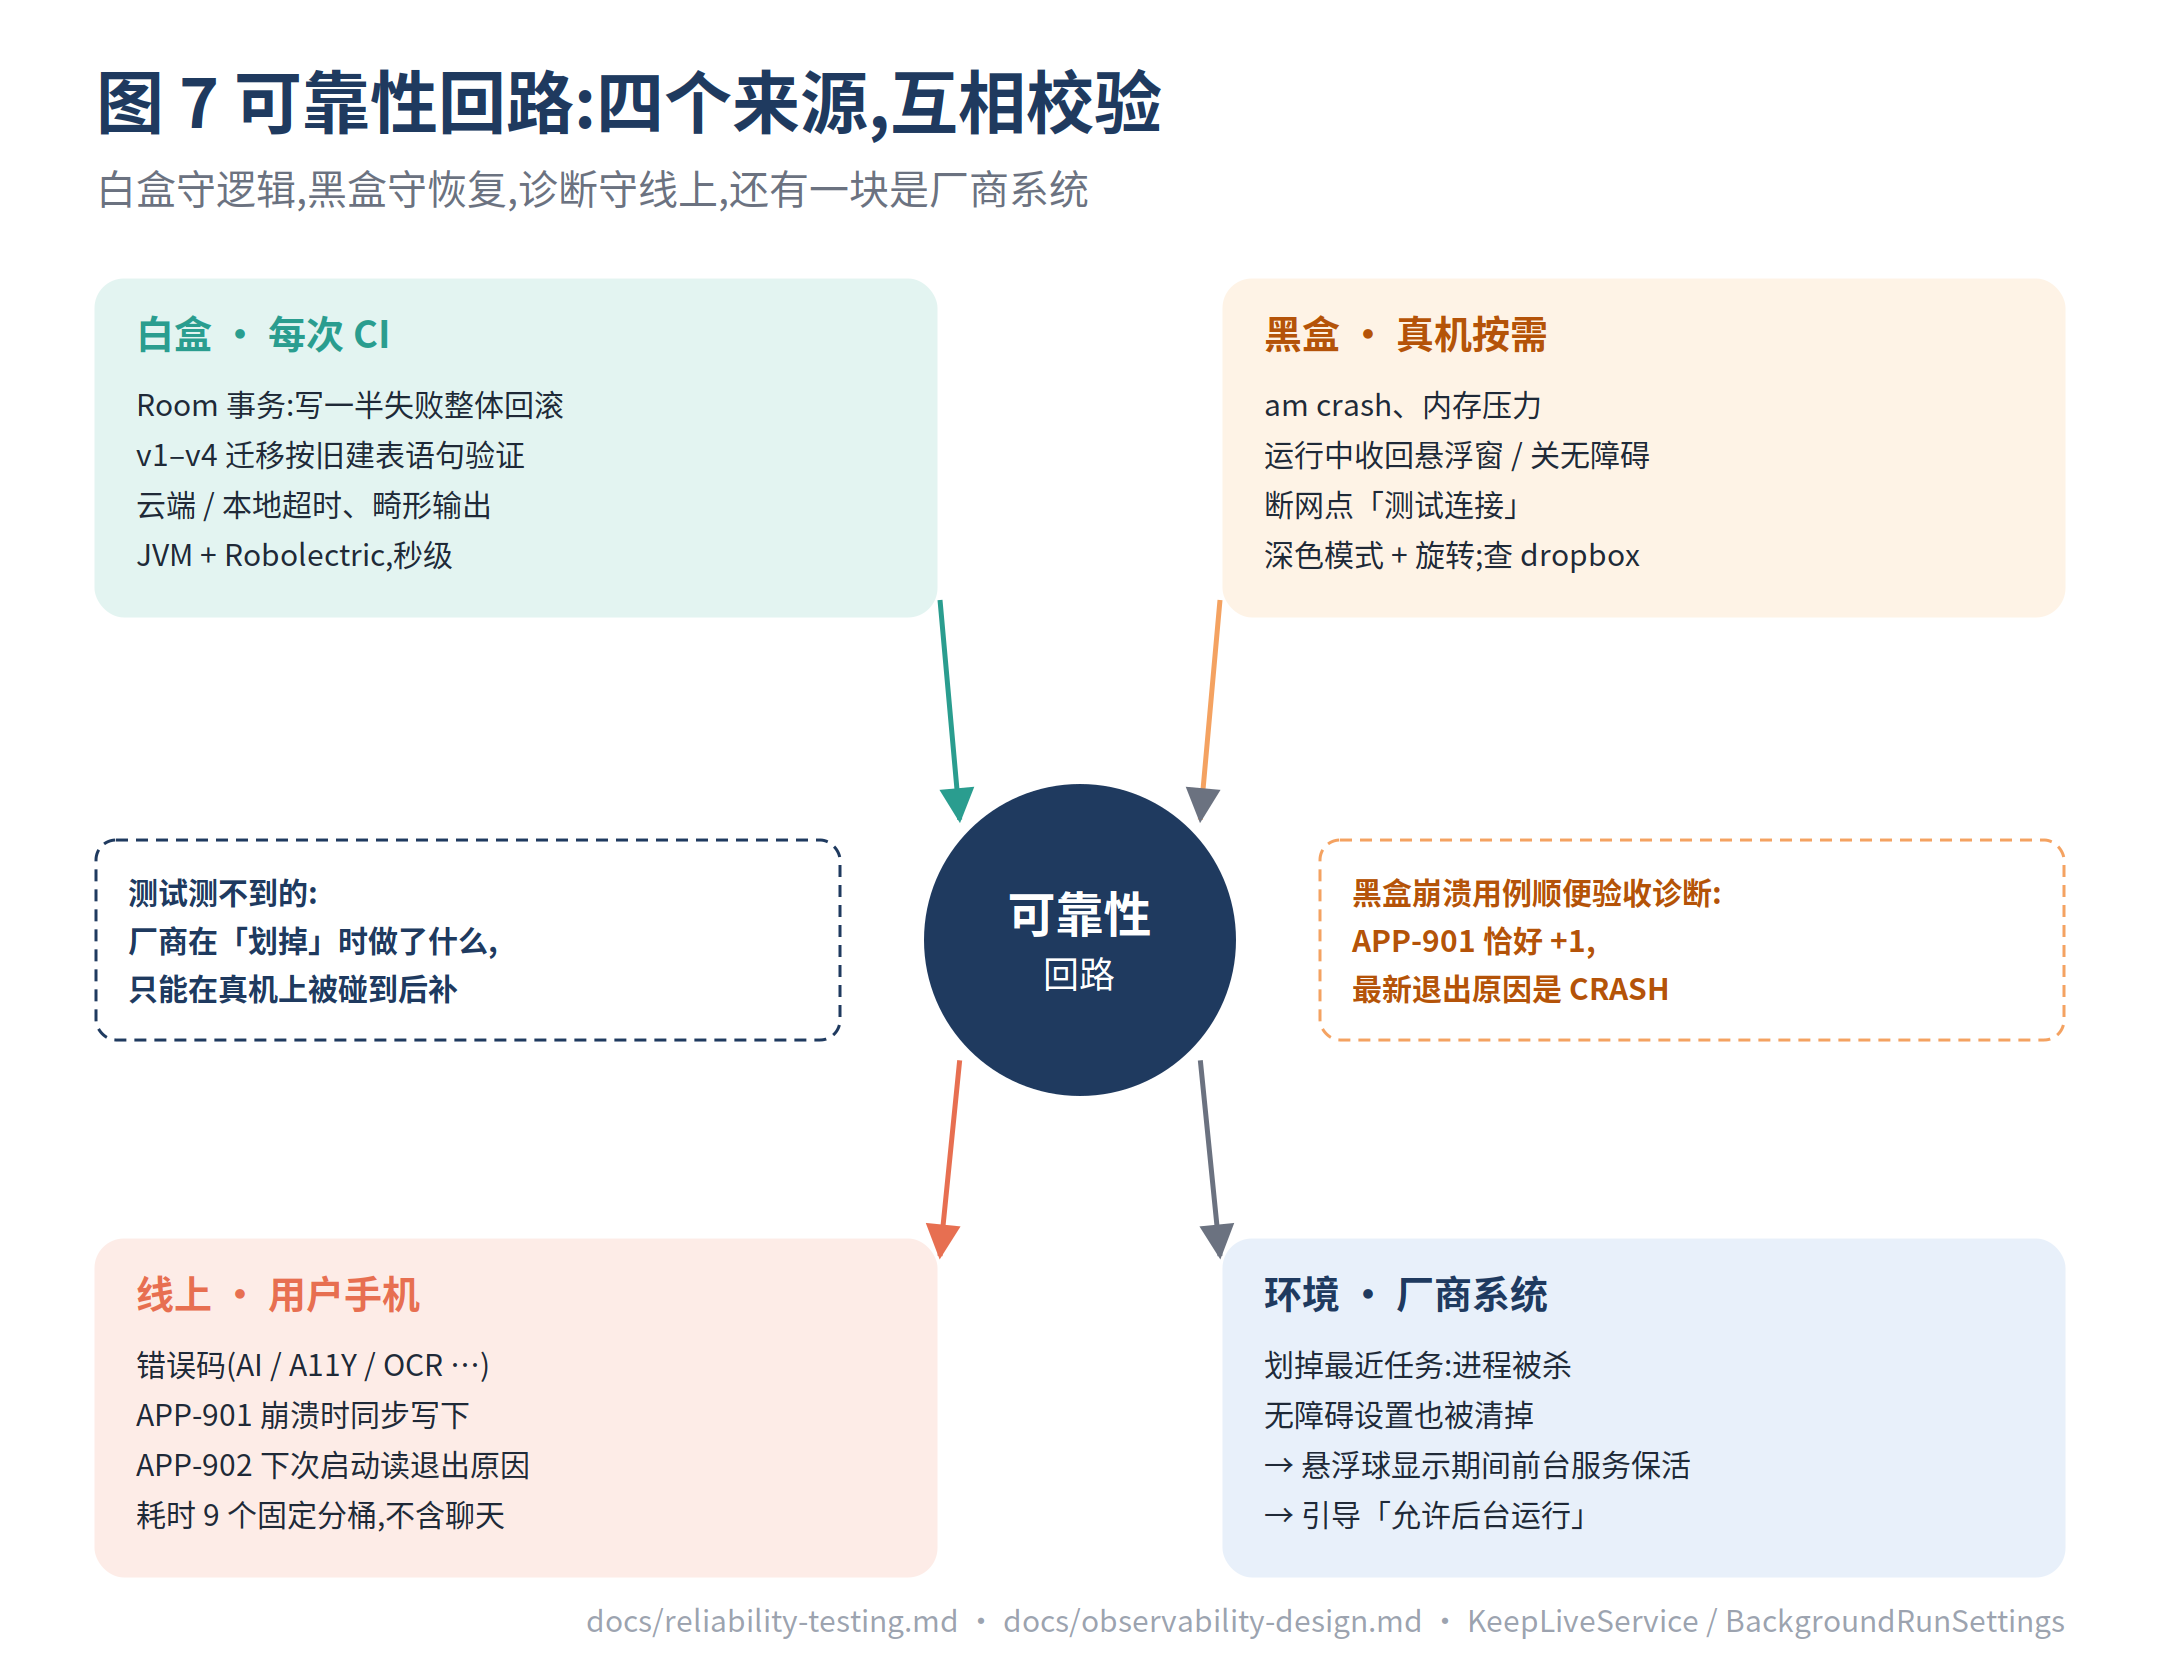 图 7 可靠性回路:四个来源,互相校验
白盒守逻辑,黑盒守恢复,诊断守线上,还有一块是厂商系统
白盒 · 每次 CI
Room 事务:写一半失败整体回滚
v1–v4 迁移按旧建表语句验证
云端 / 本地超时、畸形输出
JVM + Robolectric,秒级
黑盒 · 真机按需
am crash、内存压力
运行中收回悬浮窗 / 关无障碍
断网点「测试连接」
深色模式 + 旋转;查 dropbox
测试测不到的:
厂商在「划掉」时做了什么,
只能在真机上被碰到后补
可靠性
回路
黑盒崩溃用例顺便验收诊断:
APP-901 恰好 +1,
最新退出原因是 CRASH
线上 · 用户手机
错误码(AI / A11Y / OCR …)
APP-901 崩溃时同步写下
APP-902 下次启动读退出原因
耗时 9 个固定分桶,不含聊天
环境 · 厂商系统
划掉最近任务:进程被杀
无障碍设置也被清掉
→ 悬浮球显示期间前台服务保活
→ 引导「允许后台运行」
docs/reliability-testing.md · docs/observability-design.md · KeepLiveService / BackgroundRunSettings